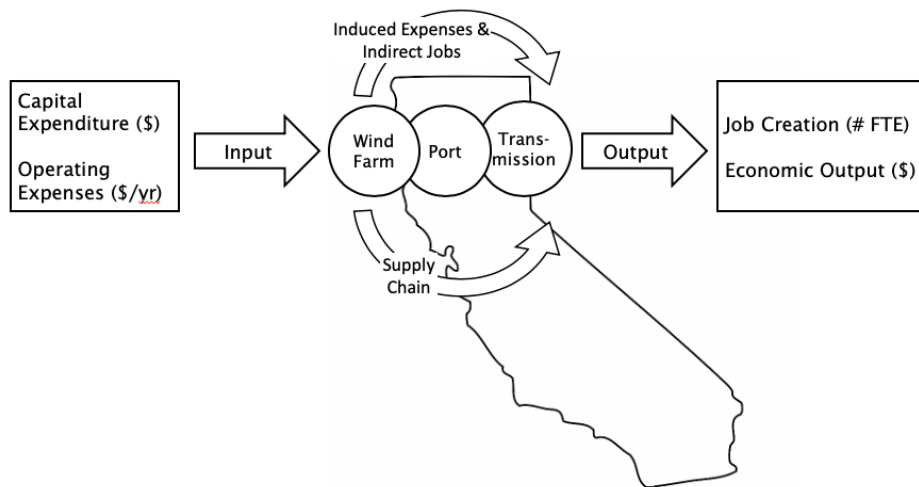 Induced Expenses &
Indirect Jobs
Capital
Expenditure ($)
Operating
Expenses ($/yr)
Input
Wind
Farm
Port
Trans-
mission
Output
Job Creation (# FTE)
Economic Output ($)
Supply
Chain